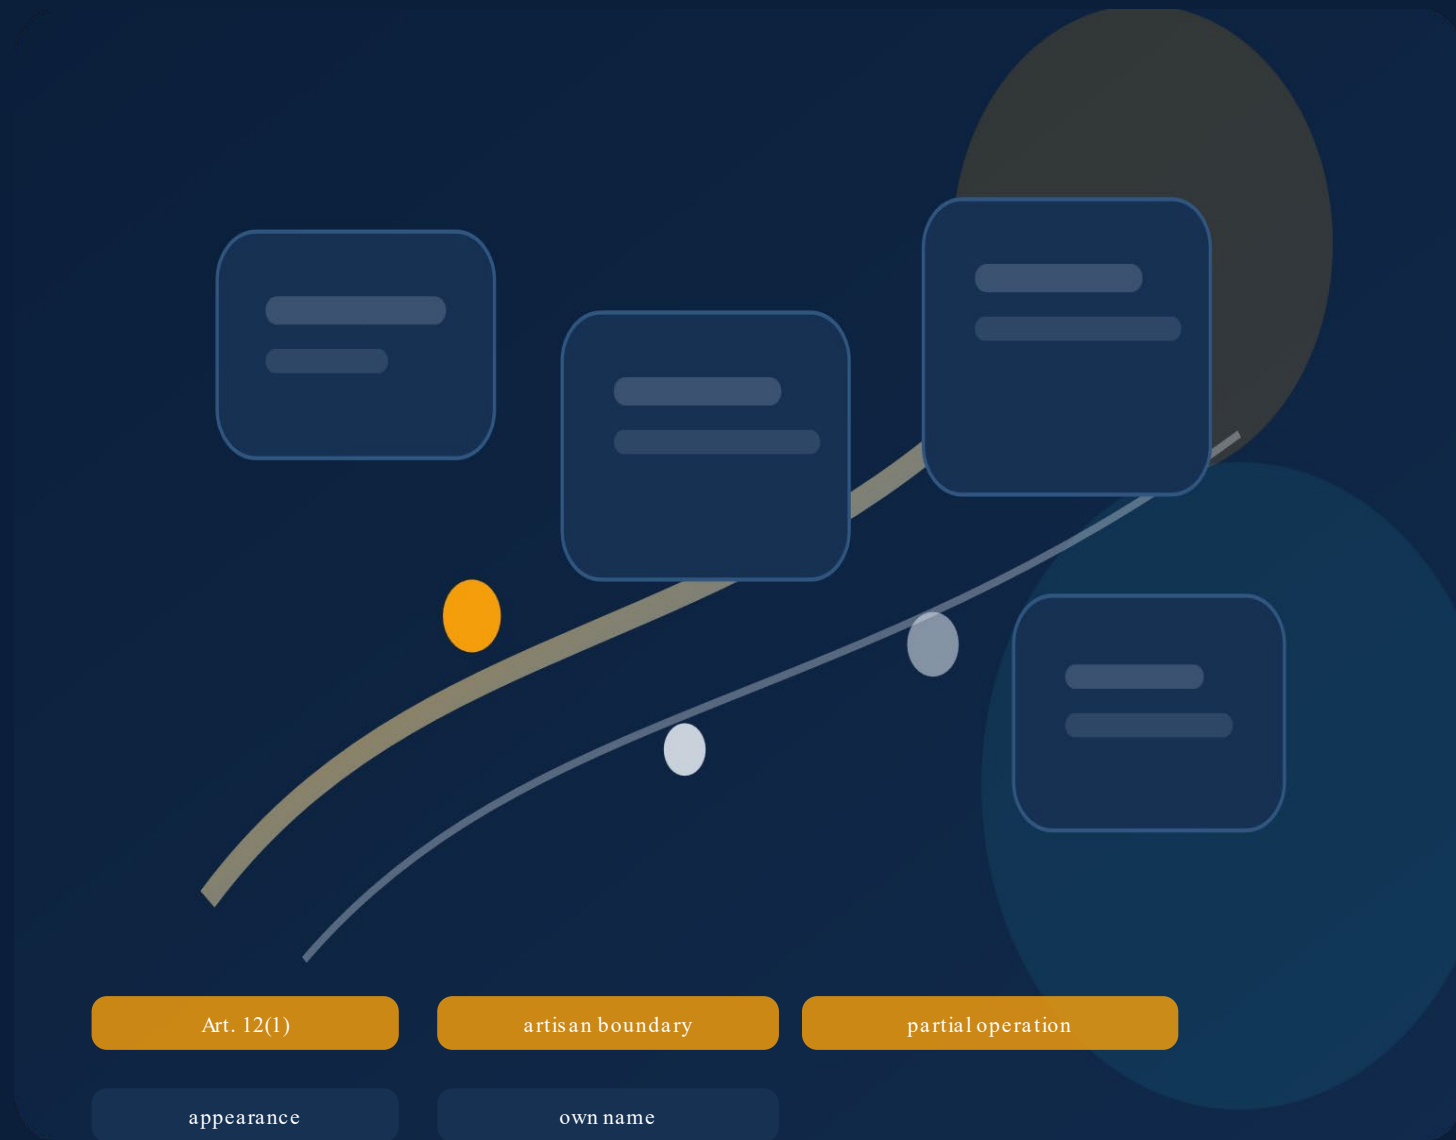 Art. 12(1)
artisan boundary
partial operation
appearance
own name